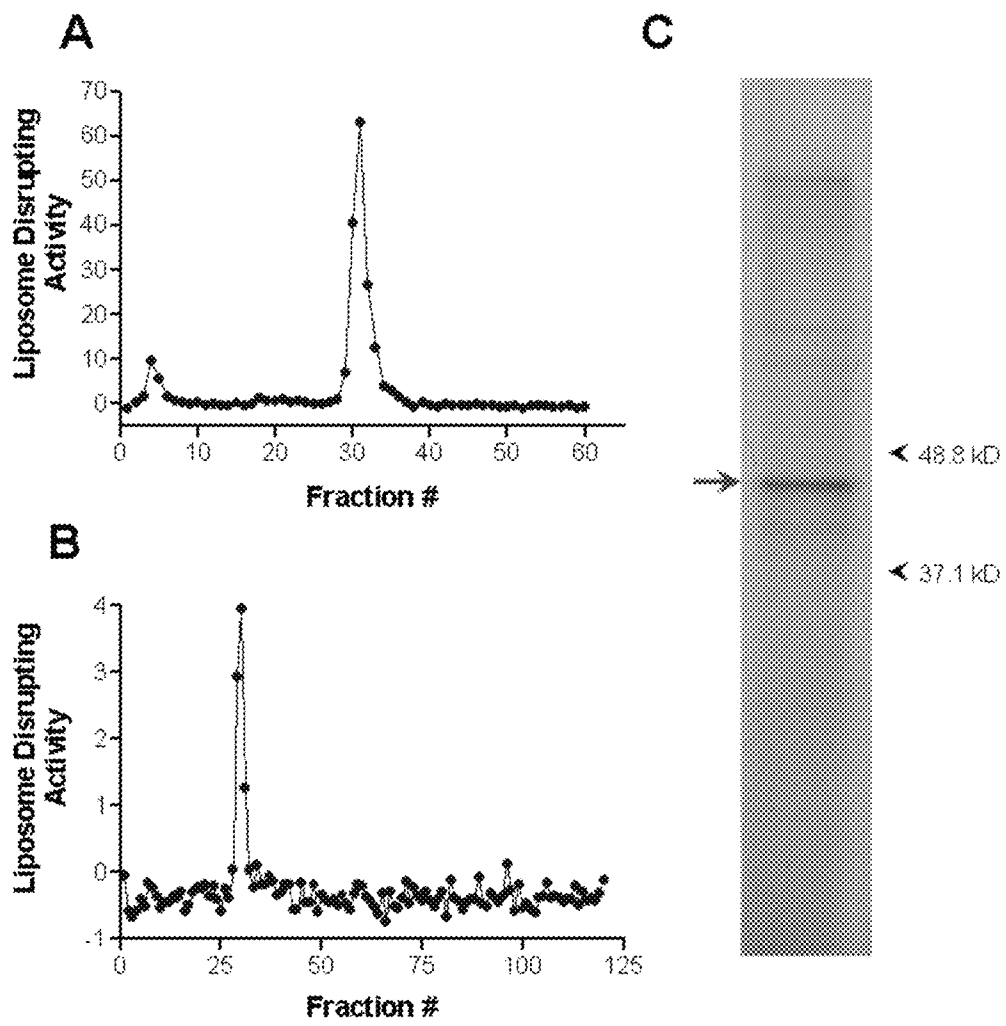 A
Liposome Disrupting
Activity
70
60
50
40
30
20
10
0
0 10 20 30 40 50 60
Fraction #
B
Liposome Disrupting
Activity
4
3
2
1
0
-1
0 25 50 75 100 125
Fraction #
C
48.8 kD
37.1 kD